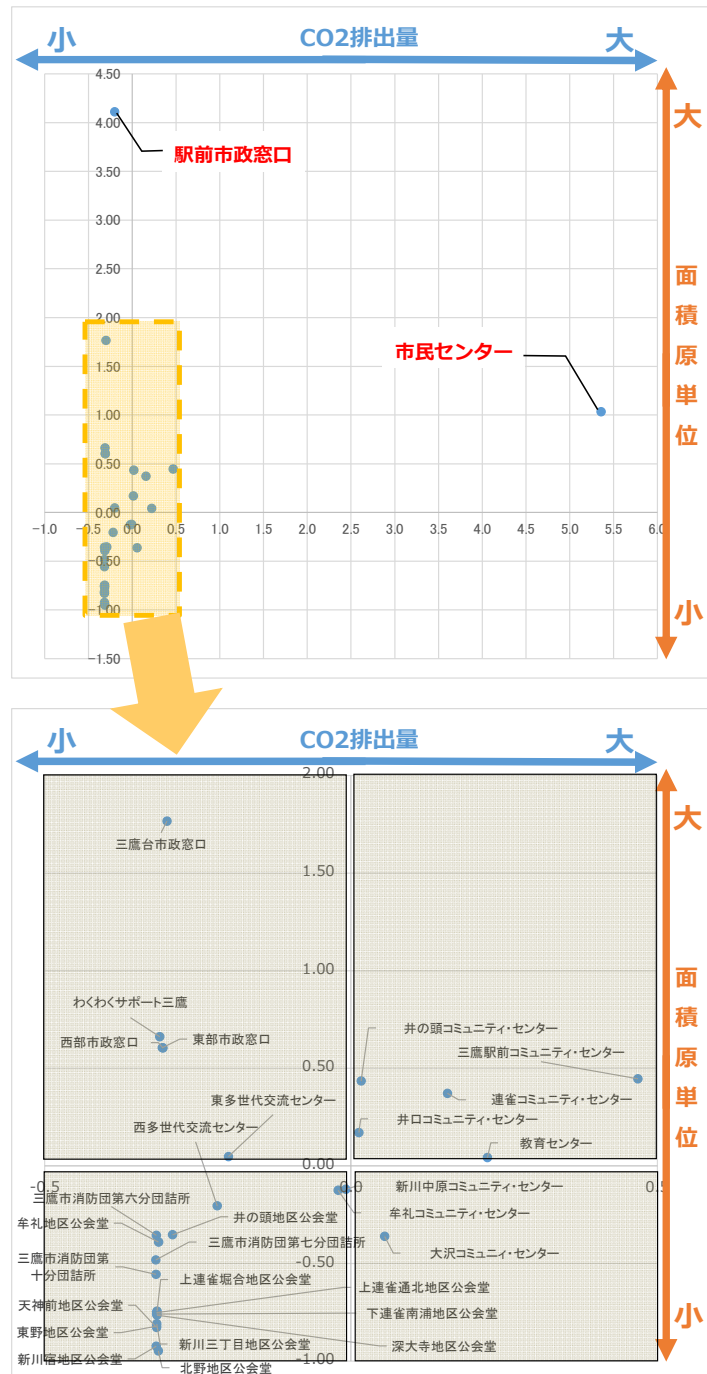 CO2排出量
小
大
4.50
4.00
3.50
3.00
2.50
2.00
1.50
1.00
0.50
0.00
-0.50
-1.00
-1.50
-1.0
-0.5
0.0
0.5
1.0
1.5
2.0
2.5
3.0
3.5
4.0
4.5
5.0
5.5
6.0
駅前市政窓口
市民センター
大
面積原単位
小
CO2排出量
小
大
2.00
1.50
1.00
0.50
0.00
-0.50
-1.00
-0.5
0.0
0.5
三鷹台市政窓口
わくわくサポート三鷹
西部市政窓口
東部市政窓口
東多世代交流センター
西多世代交流センター
井の頭コミュニティ・センター
三鷹駅前コミュニティ・センター
連雀コミュニティ・センター
井口コミュニティ・センター
教育センター
新川中原コミュニティ・センター
牟礼コミュニティ・センター
大沢コミュニィ・センター
三鷹市消防団第六分団詰所
牟礼地区公会堂
井の頭地区公会堂
三鷹市消防団第七分団詰所
三鷹市消防団第
十分団詰所
上連雀堀合地区公会堂
上連雀通北地区公会堂
天神前地区公会堂
下連雀南浦地区公会堂
東野地区公会堂
新川三丁目地区公会堂
深大寺地区公会堂
新川宿地区公会堂
北野地区公会堂
大
面積原単位
小